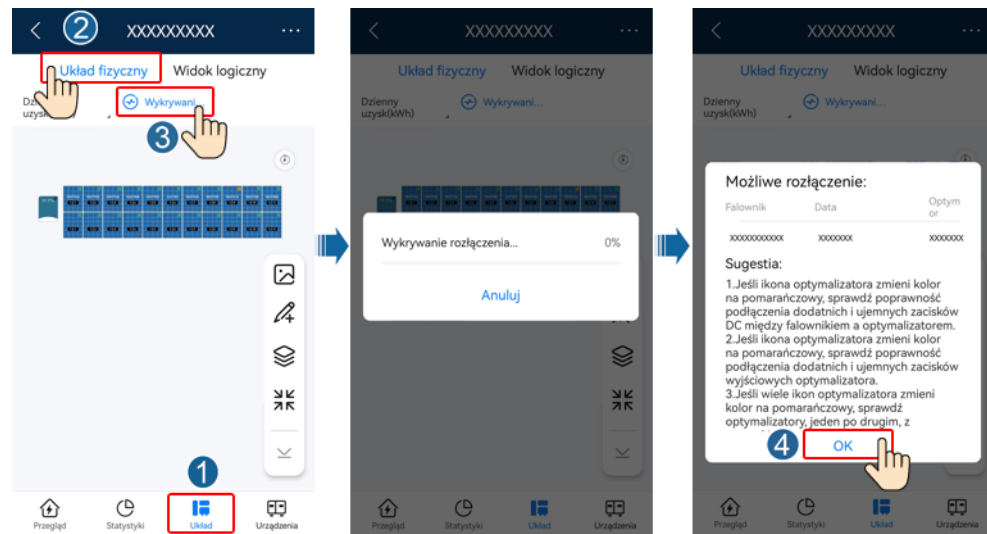 2
XXXXXXXXX
Układ fizyczny
Widok logiczny
Wykrywani...
3
1
Przegląd
Statystyki
Układ
Urządzenia
XXXXXXXXX
Układ fizyczny
Widok logiczny
Dzienny
uzysk(kWh)
Wykrywani...
Wykrywanie rozłączenia...
0%
Anuluj
Przegląd
Statystyki
Układ
Urządzenia
XXXXXXXXX
Układ fizyczny
Widok logiczny
Dzienny
uzysk(kWh)
Wykrywani...
Możliwe rozłączenie:
Falownik
Data
Optym
or
xxxxxxxxxxx
xxxxxxx
xxxxxxx
Sugestia:
1.Jeśli ikona optymalizatora zmieni kolor
na pomarańczowy, sprawdź poprawność
podłączenia dodatnich i ujemnych zacisków
DC między falownikiem a optymalizatorem.
2.Jeśli ikona optymalizatora zmieni kolor
na pomarańczowy, sprawdź poprawność
podłączenia dodatnich i ujemnych zacisków
wyjściowych optymalizatora.
3.Jeśli wiele ikon optymalizatora zmieni
kolor na pomarańczowy, sprawdź
optymalizatory, jeden po drugim, z
4
OK
Przegląd
Statystyki
Układ
Urządzenia